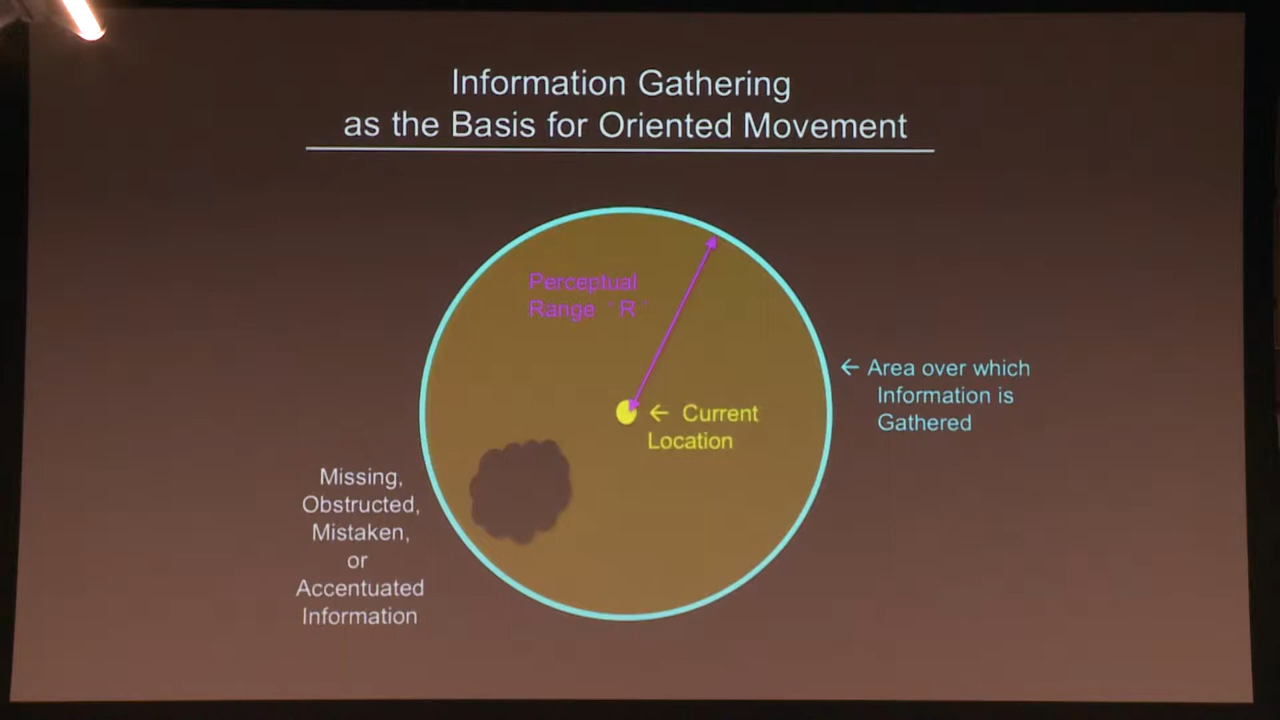 Information Gathering
as the Basis for Oriented Movement
Perceptual
Range "R"
← Area over which
Information is
Gathered
← Current
Location
Missing,
Obstructed,
Mistaken,
or
Accentuated
Information